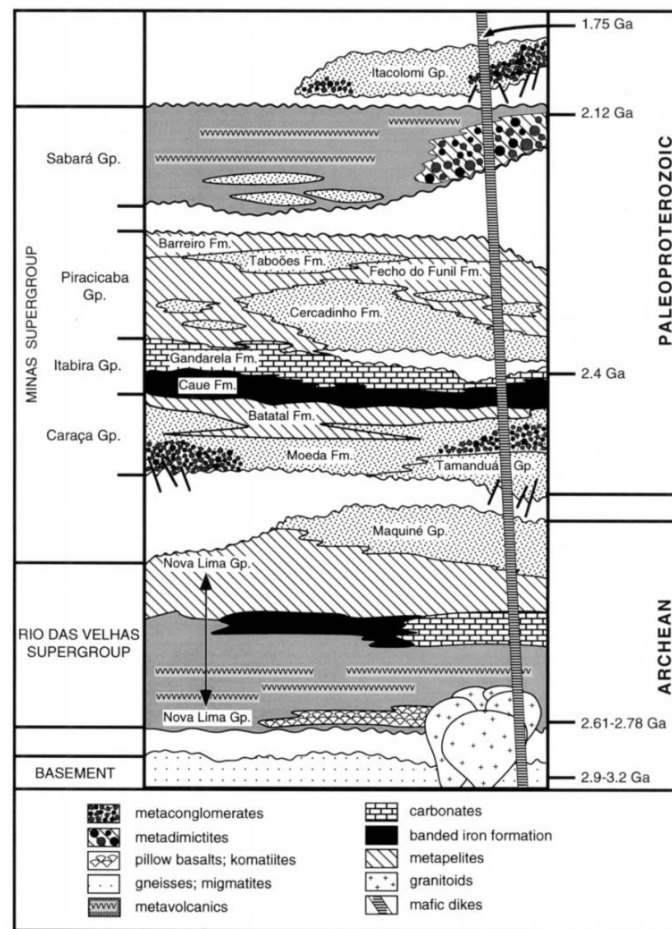 1.75 Ga
Itacolomi Gp.
2.12 Ga
Sabará Gp.
PALEOPROTEROZOIC
MINAS SUPERGROUP
Barreiro Fm.
Taboões Fm.
Fecho do Funil Fm.
Piracicaba
Gp.
Cercadinho Fm.
Itabira Gp.
Gandarela Fm.
Caue Fm.
2.4 Ga
Batatal Fm.
Caraça Gp.
Moeda Fm.
Tamanduá Gp.
Maquiné Gp.
Nova Lima Gp.
ARCHEAN
RIO DAS VELHAS
SUPERGROUP
Nova Lima Gp.
2.61-2.78 Ga
BASEMENT
2.9-3.2 Ga
metaconglomerates
metadimictites
pillow basalts; komatiites
gneisses; migmatites
metavolcanics
carbonates
banded iron formation
metapelites
granitoids
mafic dikes